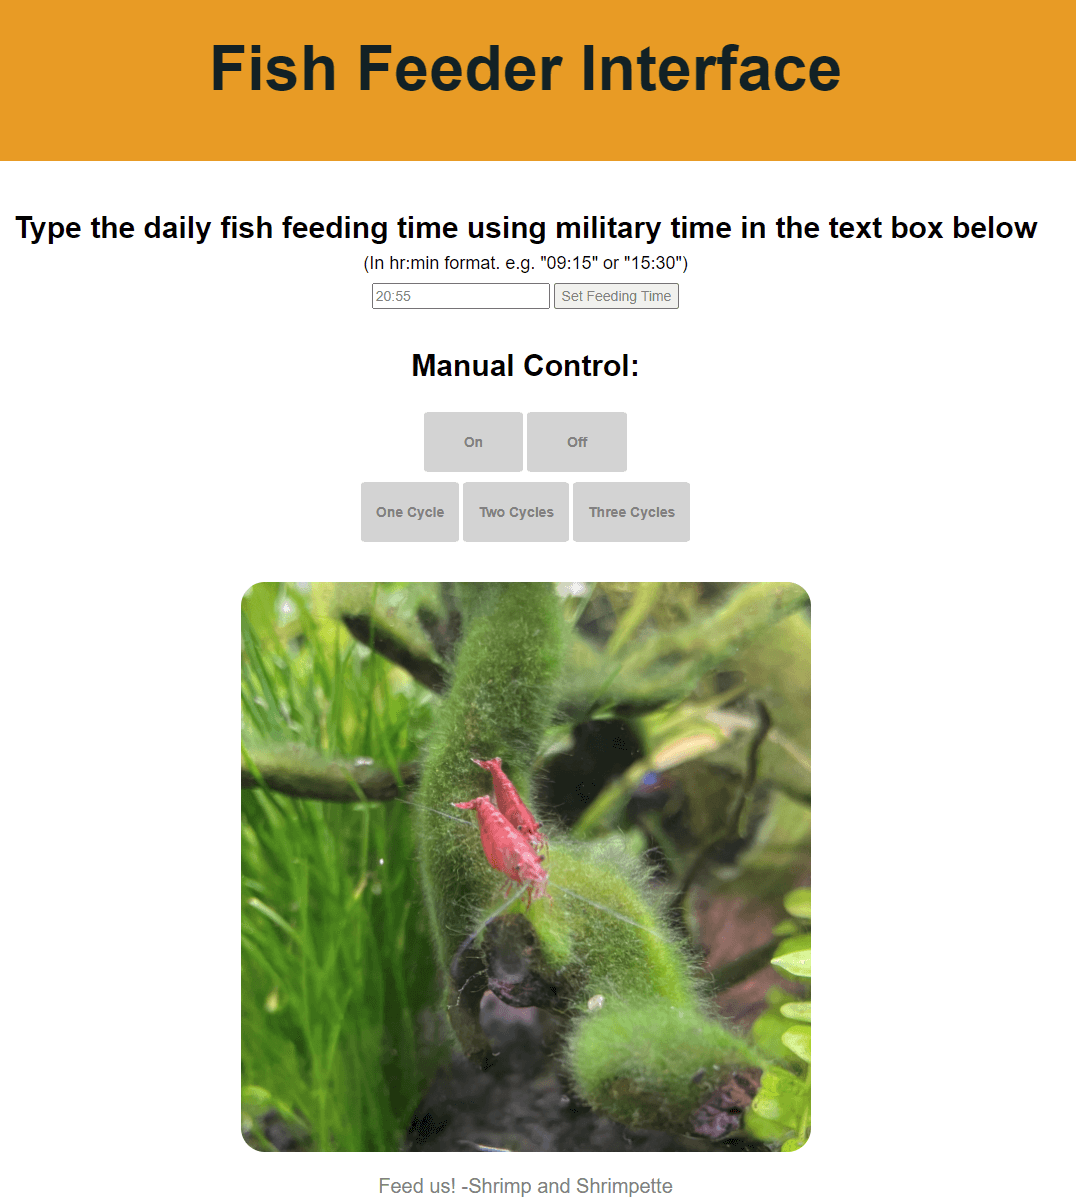 Fish Feeder Interface
Type the daily fish feeding time using military time in the text box below
(In hr:min format. e.g. "09:15" or "15:30")
20:55 Set Feeding Time
Manual Control:
On Off
One Cycle Two Cycles Three Cycles
Feed us! -Shrimp and Shrimpette